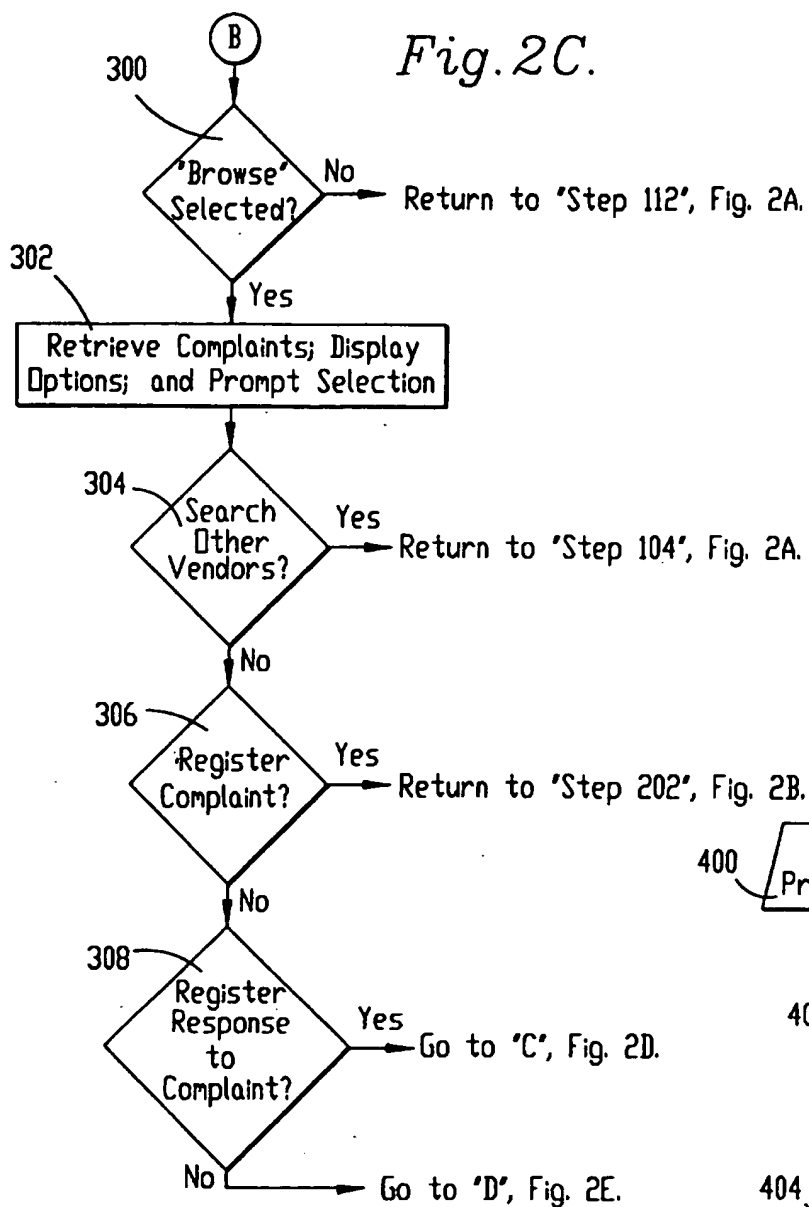 B
Fig. 2C.
300
"Browse"
Selected?
No
Return to "Step 112", Fig. 2A.
302
Yes
Retrieve Complaints; Display
Options; and Prompt Selection
304
Search
Other
Vendors?
Yes
Return to "Step 104", Fig. 2A.
No
306
Register
Complaint?
Yes
Return to "Step 202", Fig. 2B.
No
400
308
Register
Response
to
Complaint?
Yes
Go to "C", Fig. 2D.
No
Go to "D", Fig. 2E.
404